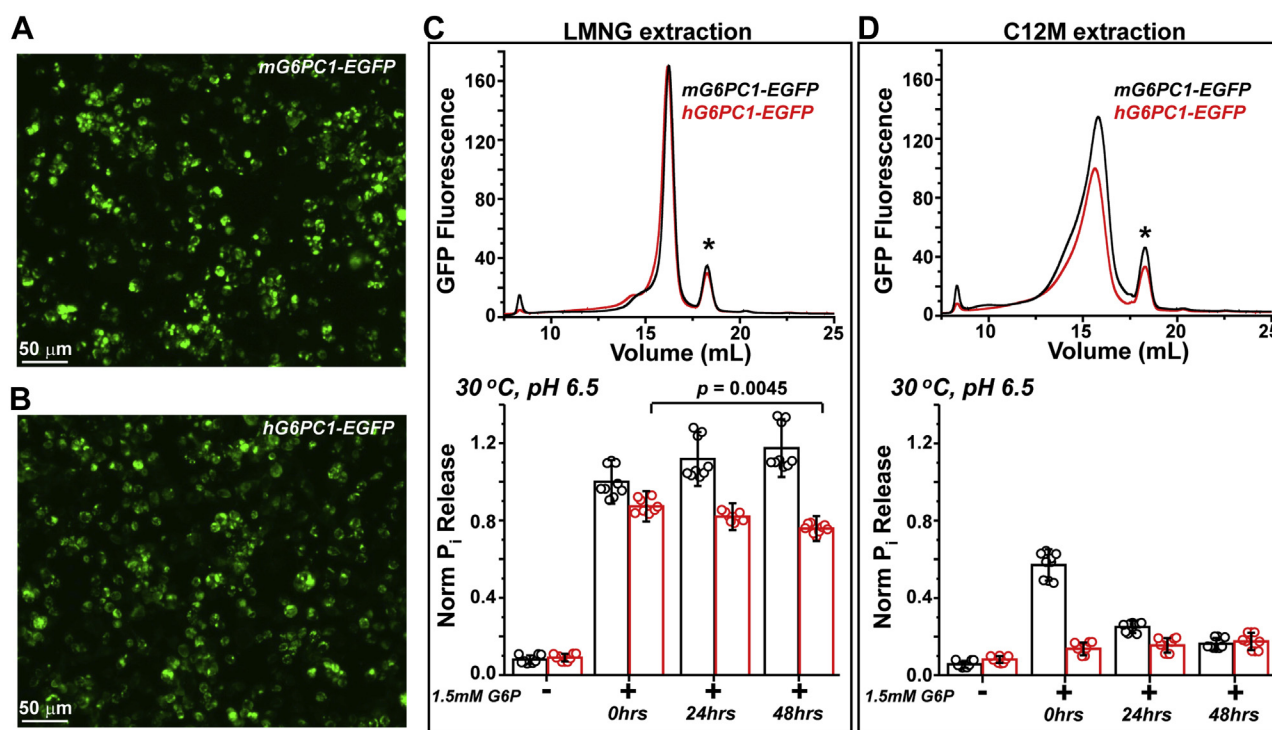 A
mG6PC1-EGFP
50 μm
B
hG6PC1-EGFP
50 μm
C
LMNG extraction
GFP Fluorescence
160
120
80
40
0
mG6PC1-EGFP
hG6PC1-EGFP
*
10 15 20 25
Volume (mL)
30 °C, pH 6.5
p = 0.0045
Norm Pi Release
1.2
0.8
0.4
0.0
1.5mM G6P - + + +
0hrs 24hrs 48hrs
D
C12M extraction
GFP Fluorescence
160
120
80
40
0
mG6PC1-EGFP
hG6PC1-EGFP
*
10 15 20 25
Volume (mL)
30 °C, pH 6.5
Norm Pi Release
1.2
0.8
0.4
0.0
1.5mM G6P - + + +
0hrs 24hrs 48hrs